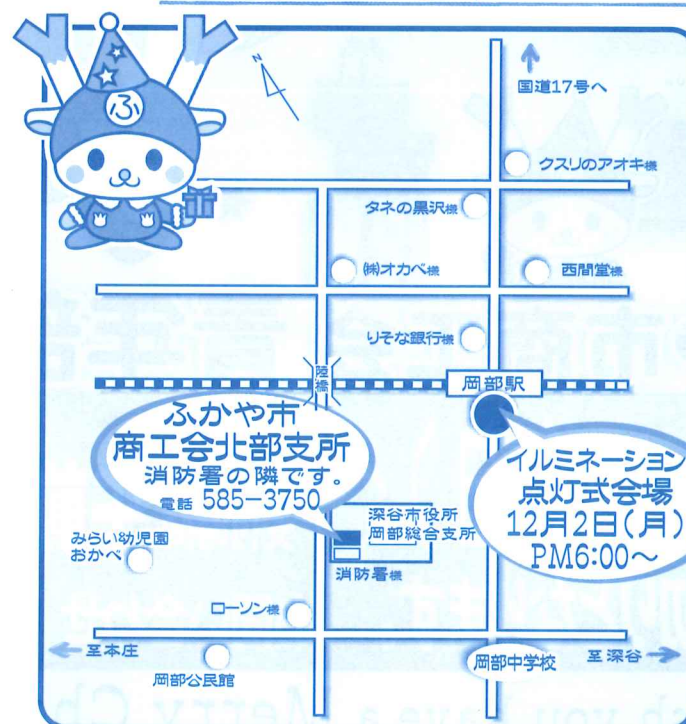 ふ
N
国道17号へ
クスリのアオキ様
タネの黒沢様
㈱オカベ様
西間堂様
りそな銀行様
陸橋
岡部駅
ふかや市
商工会北部支所
消防署の隣です。
電話 585-3750
イルミネーション
点灯式会場
12月2日(月)
PM6:00~
深谷市役所
岡部総合支所
消防署様
みらい幼児園
おかべ
ローソン様
至本庄
岡部公民館
岡部中学校
至深谷